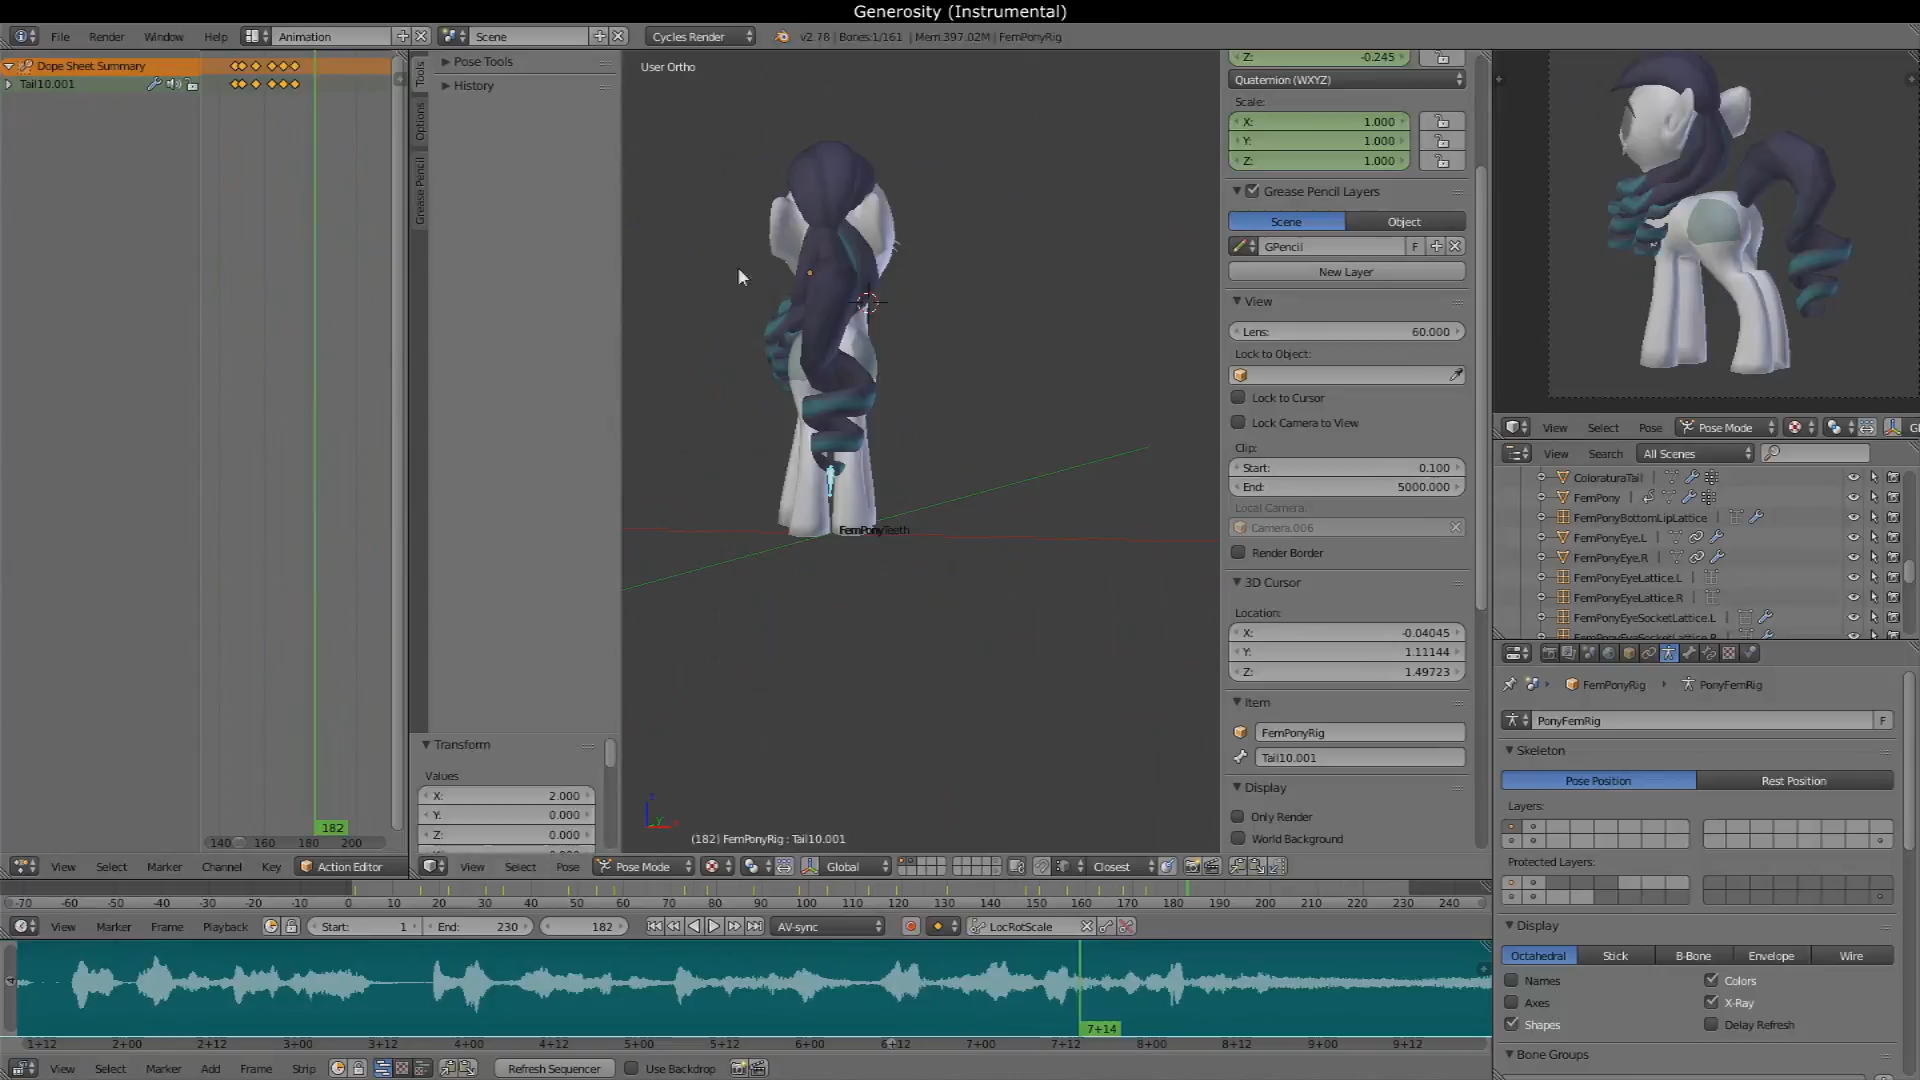 Generosity (Instrumental)
File Render Window Help Animation Scene Cycles Render v2.78 | Bones:1/161 | Mem:397.02M | FemPonyRig
Dope Sheet Summary
Tail10.001
140 160 180 200
182
View Select Marker Channel Key Action Editor
Tools
Options
Grease Pencil
Pose Tools
History
Transform
Values
X: 2.000
Y: 0.000
Z: 0.000
User Ortho
FemPonyTeeth
(182) FemPonyRig : Tail10.001
View Select Pose Pose Mode Global Closest
Z: -0.245
Quaternion (WXYZ)
Scale:
X: 1.000
Y: 1.000
Z: 1.000
Grease Pencil Layers
Scene Object
GPencil F
New Layer
View
Lens: 60.000
Lock to Object:
Lock to Cursor
Lock Camera to View
Clip:
Start: 0.100
End: 5000.000
Local Camera:
Camera.006
Render Border
3D Cursor
Location:
X: -0.04045
Y: 1.11144
Z: 1.49723
Item
FemPonyRig
Tail10.001
Display
Only Render
World Background
View Select Pose Pose Mode
View Search All Scenes
ColoraturaTail
FemPony
FemPonyBottomLipLattice
FemPonyEye.L
FemPonyEye.R
FemPonyEyeLattice.L
FemPonyEyeLattice.R
FemPonyEyeSocketLattice.L
FemPonyEyeSocketLattice.R
FemPonyRig PonyFemRig
PonyFemRig F
Skeleton
Pose Position Rest Position
Layers:
Protected Layers:
Display
Octahedral Stick B-Bone Envelope Wire
Names Colors
Axes X-Ray
Shapes Delay Refresh
Bone Groups
-70 -60 -50 -40 -30 -20 -10 0 10 20 30 40 50 60 70 80 90 100 110 120 130 140 150 160 170 180 190 200 210 220 230 240
View Marker Frame Playback Start: 1 End: 230 182 AV-sync LocRotScale
7+14
1+12 2+00 2+12 3+00 3+12 4+00 4+12 5+00 5+12 6+00 6+12 7+00 7+12 8+00 8+12 9+00 9+12
View Select Marker Add Frame Strip Refresh Sequencer Use Backdrop